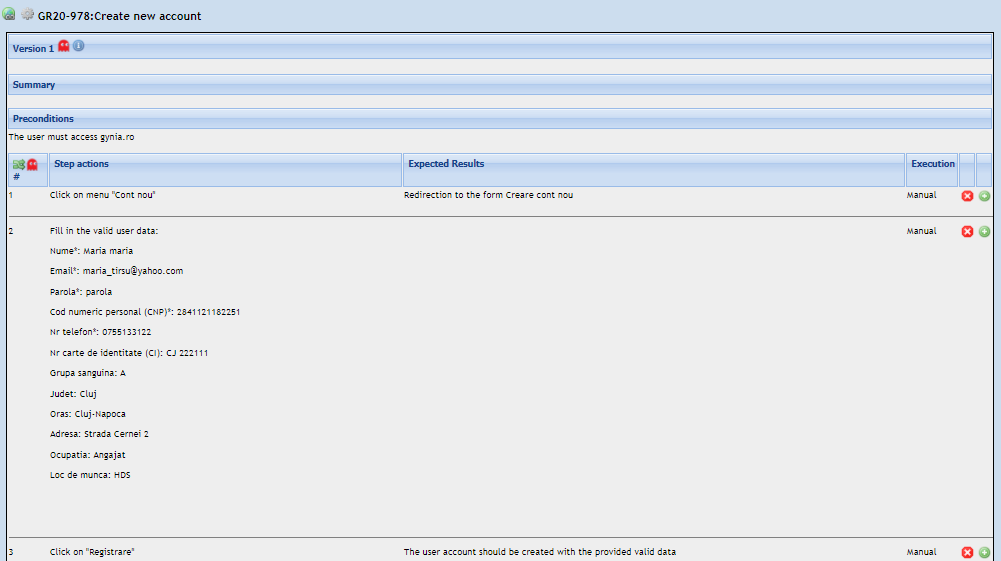 GR20-978:Create new account
Version 1
Summary
Preconditions
The user must access gynia.ro
# Step actions Expected Results Execution
1 Click on menu "Cont nou" Redirection to the form Creare cont nou Manual
2 Fill in the valid user data: Manual
Nume*: Maria maria
Email*: maria_tirsu@yahoo.com
Parola*: parola
Cod numeric personal (CNP)*: 2841121182251
Nr telefon*: 0755133122
Nr carte de identitate (CI): CJ 222111
Grupa sanguina: A
Judet: Cluj
Oras: Cluj-Napoca
Adresa: Strada Cernei 2
Ocupatia: Angajat
Loc de munca: HDS
3 Click on "Registrare" The user account should be created with the provided valid data Manual